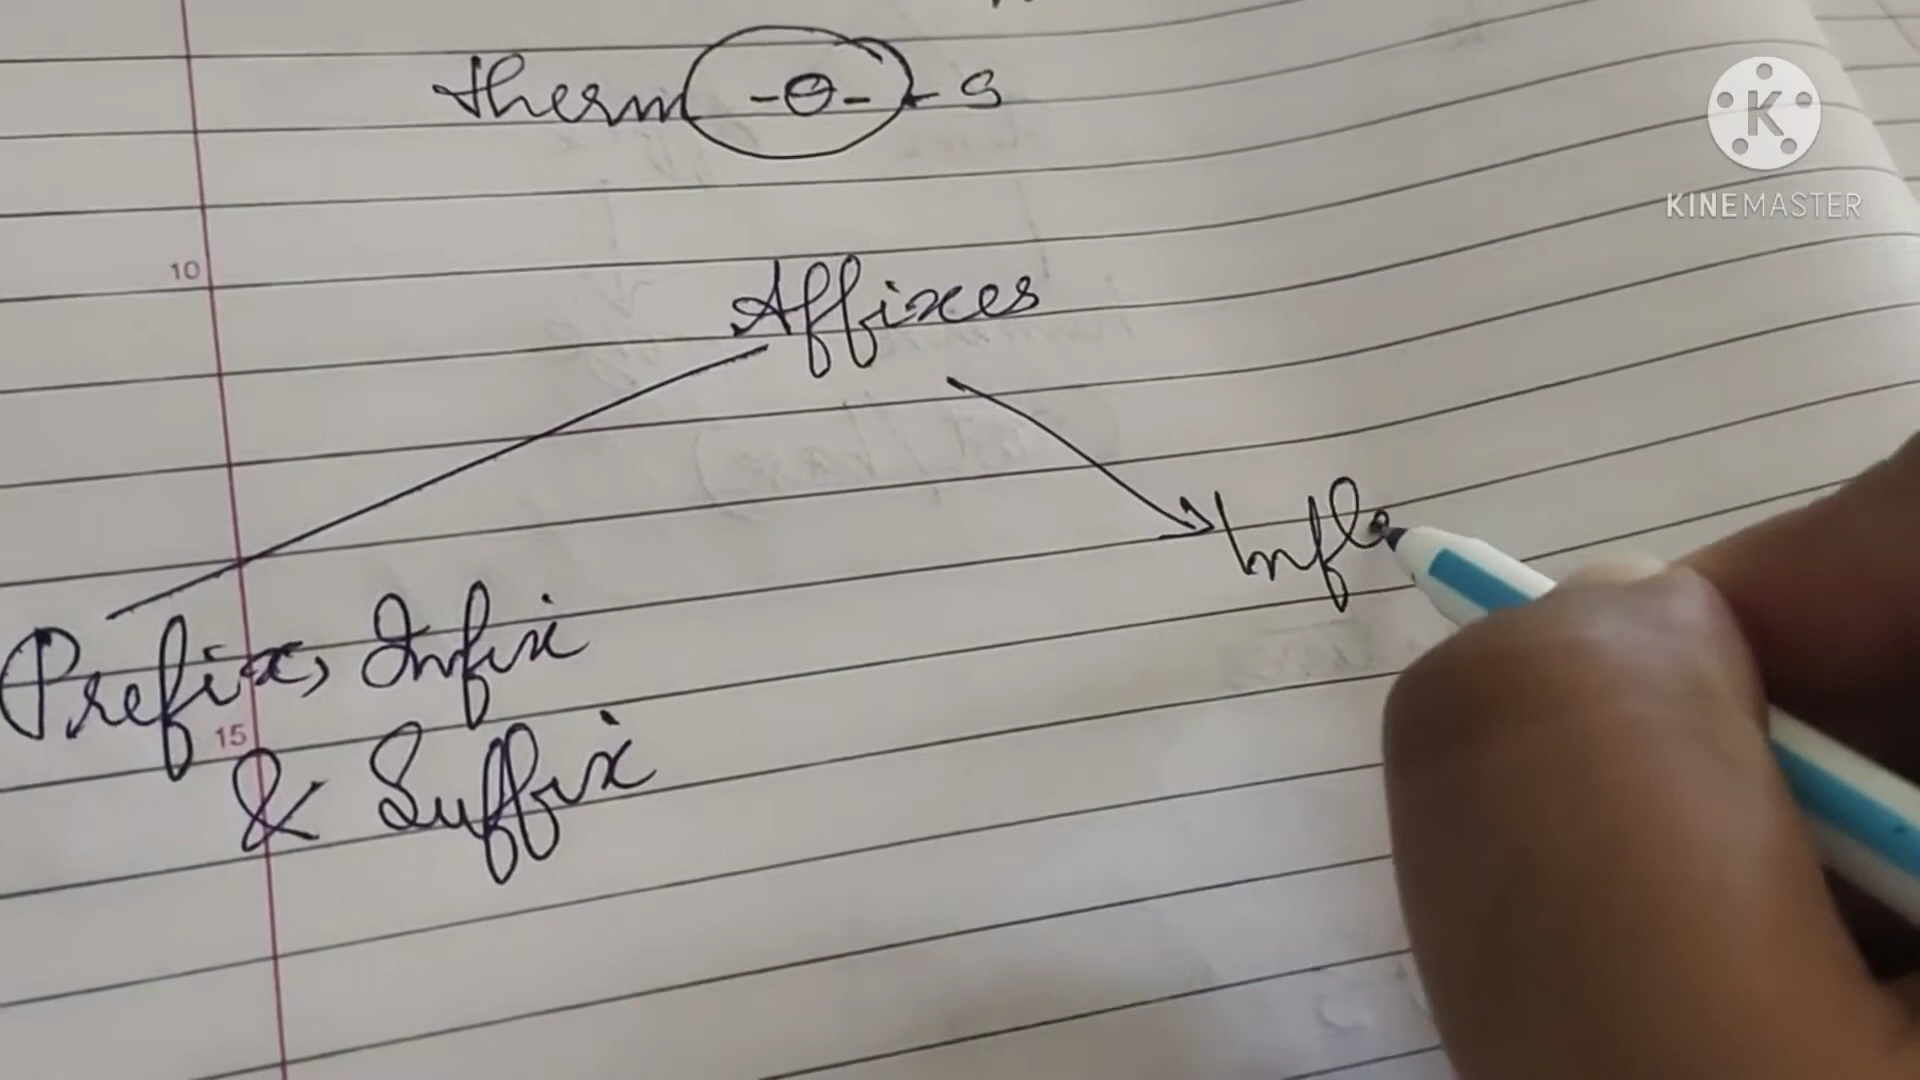 therm -o- - s
K
KINEMASTER
10
Affixes
Infle
Prefix, Infix
15
& Suffix